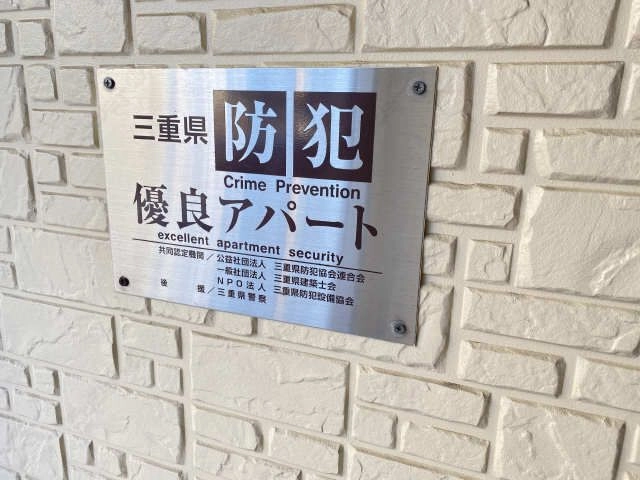 三重県 防犯
Crime Prevention
優良アパート
excellent apartment security
共同認定機関／公益社団法人 三重県防犯協会連合会
一般社団法人 三重県建築士会
NPO法人 三重県防犯設備協会
後援／三重県警察